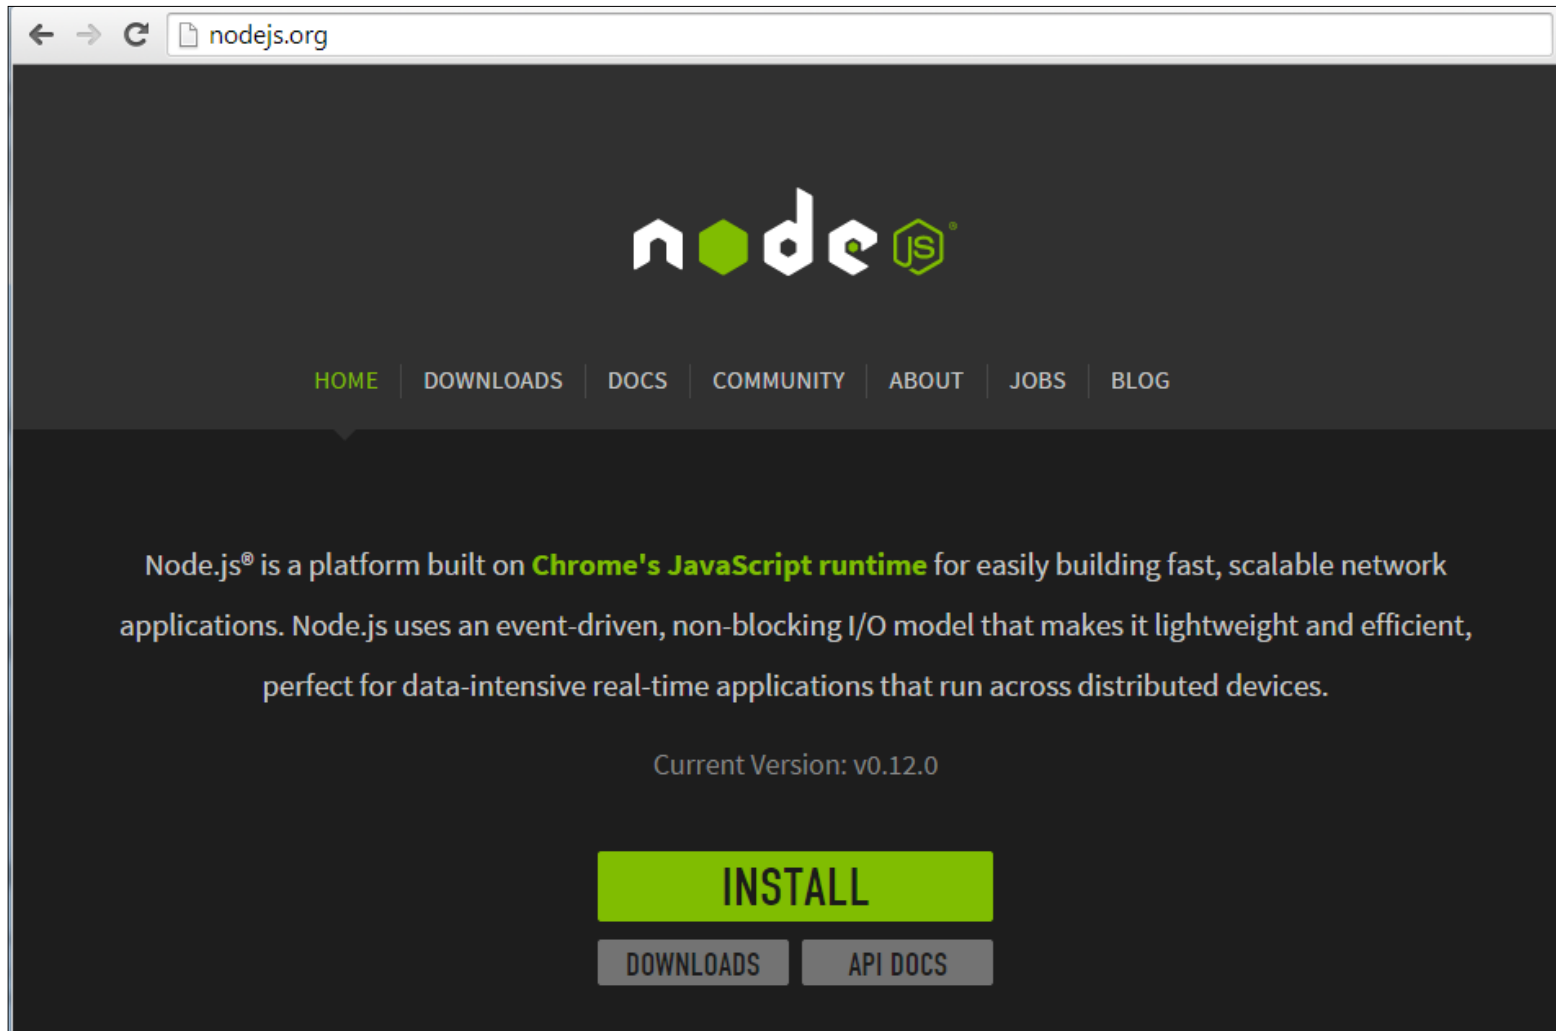 nodejs.org
node JS ®
HOME DOWNLOADS DOCS COMMUNITY ABOUT JOBS BLOG
Node.js® is a platform built on Chrome's JavaScript runtime for easily building fast, scalable network
applications. Node.js uses an event-driven, non-blocking I/O model that makes it lightweight and efficient,
perfect for data-intensive real-time applications that run across distributed devices.
Current Version: v0.12.0
INSTALL
DOWNLOADS API DOCS